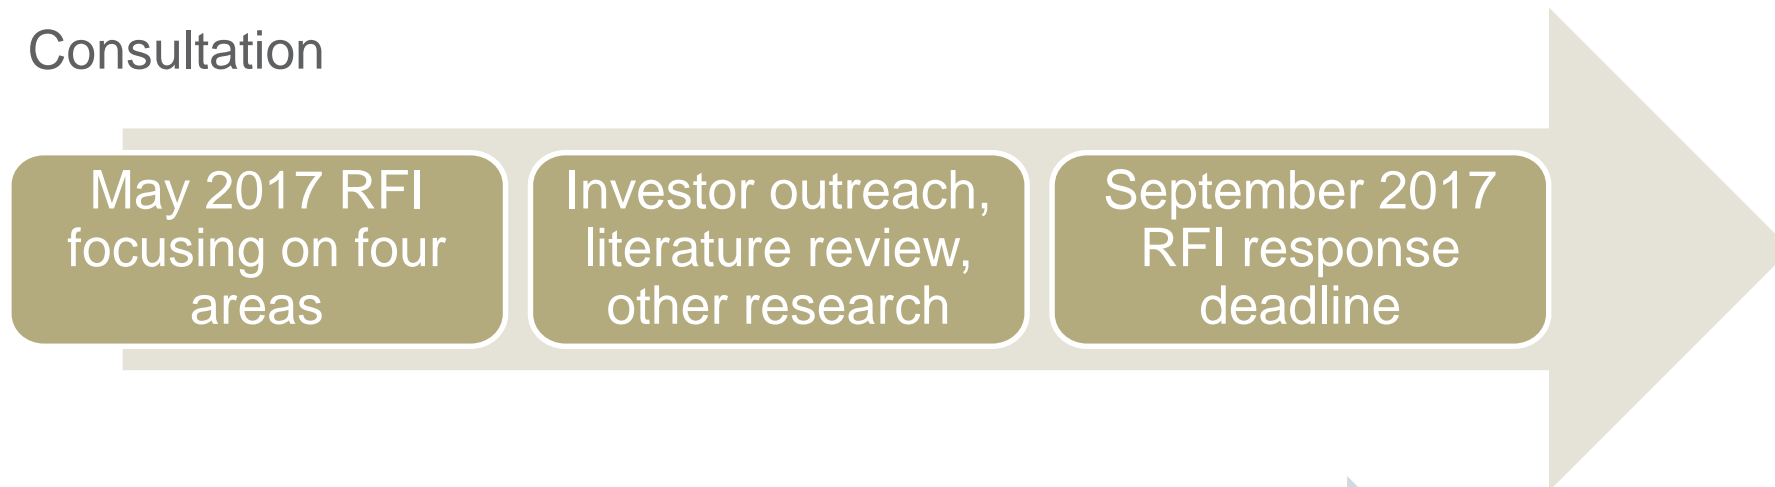 Consultation
May 2017 RFI
focusing on four
areas
Investor outreach,
literature review,
other research
September 2017
RFI response
deadline